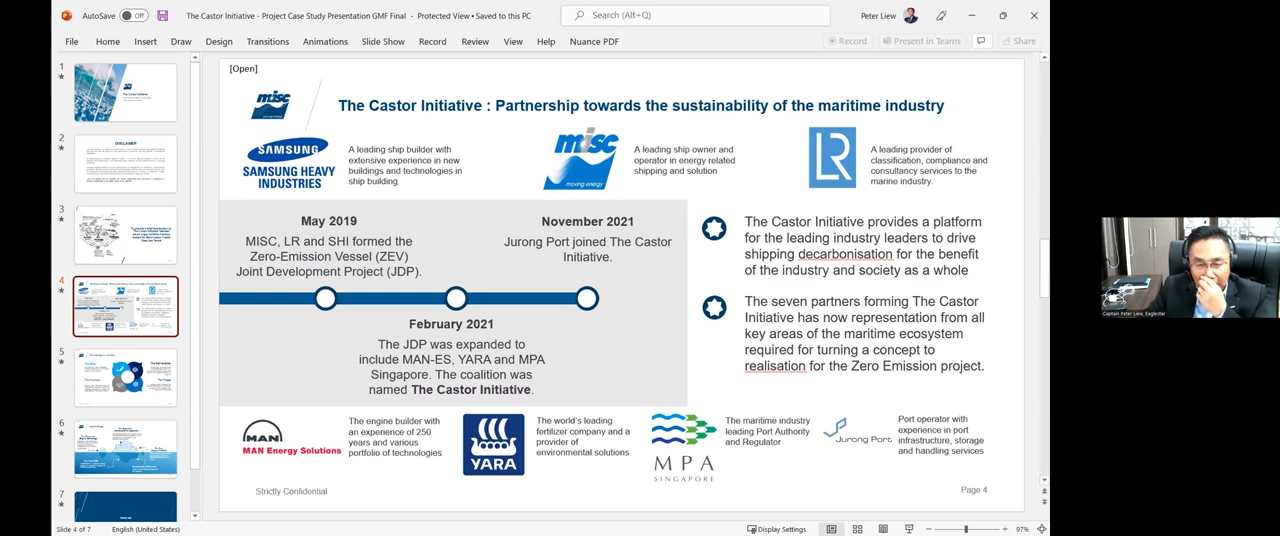 AutoSave
Off
The Castor Initiative - Project Case Study Presentation GMF Final - Protected View • Saved to this PC
Search (Alt+Q)
Peter Liew
File Home Insert Draw Design Transitions Animations Slide Show Record Review View Help Nuance PDF
Record
Present in Teams
Share
1
2
DISCLAIMER
3
4
5
6
7
[Open]
misc
The Castor Initiative : Partnership towards the sustainability of the maritime industry
SAMSUNG
SAMSUNG HEAVY
INDUSTRIES
A leading ship builder with
extensive experience in new
buildings and technologies in
ship building
misc
moving energy
A leading ship owner and
operator in energy related
shipping and solution
LR
A leading provider of
classification, compliance and
consultancy services to the
marine industry.
May 2019
MISC, LR and SHI formed the
Zero-Emission Vessel (ZEV)
Joint Development Project (JDP).
November 2021
Jurong Port joined The Castor
Initiative.
February 2021
The JDP was expanded to
include MAN-ES, YARA and MPA
Singapore. The coalition was
named The Castor Initiative.
The Castor Initiative provides a platform
for the leading industry leaders to drive
shipping decarbonisation for the benefit
of the industry and society as a whole
The seven partners forming The Castor
Initiative has now representation from all
key areas of the maritime ecosystem
required for turning a concept to
realisation for the Zero Emission project.
MAN
MAN Energy Solutions
The engine builder with
an experience of 250
years and various
portfolio of technologies
YARA
The world's leading
fertilizer company and a
provider of
environmental solutions
MPA
SINGAPORE
The maritime industry
leading Port Authority
and Regulator
Jurong Port
Port operator with
experience in port
infrastructure, storage
and handling services
Strictly Confidential
Page 4
Slide 4 of 7
English (United States)
Display Settings
97%
Captain Peter Liew, Eaglestar